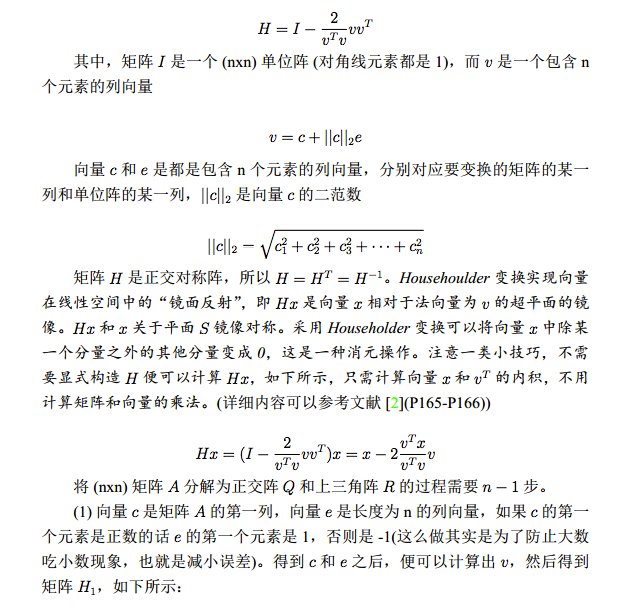 H = I − \frac{2}{v^T v} v v^T
其中，矩阵 I 是一个 (nxn) 单位阵 (对角线元素都是 1)，而 v 是一个包含 n
个元素的列向量
v = c + ||c||_2 e
向量 c 和 e 是都是包含 n 个元素的列向量，分别对应要变换的矩阵的某一
列和单位阵的某一列，||c||_2 是向量 c 的二范数
||c||_2 = \sqrt{c_1^2 + c_2^2 + c_3^2 + ··· + c_n^2}
矩阵 H 是正交对称阵，所以 H = H^T = H^{−1}。Househoulder 变换实现向量
在线性空间中的“镜面反射”，即 Hx 是向量 x 相对于法向量为 v 的超平面的镜
像。Hx 和 x 关于平面 S 镜像对称。采用 Householder 变换可以将向量 x 中除某
一个分量之外的其他分量变成 0，这是一种消元操作。注意一类小技巧，不需
要显式构造 H 便可以计算 Hx，如下所示，只需计算向量 x 和 v^T 的内积，不用
计算矩阵和向量的乘法。(详细内容可以参考文献 [2](P165-P166))
Hx = (I − \frac{2}{v^T v} v v^T)x = x − 2\frac{v^T x}{v^T v} v
将 (nxn) 矩阵 A 分解为正交阵 Q 和上三角阵 R 的过程需要 n − 1 步。
(1) 向量 c 是矩阵 A 的第一列，向量 e 是长度为 n 的列向量，如果 c 的第一
个元素是正数的话 e 的第一个元素是 1，否则是 -1(这么做其实是为了防止大数
吃小数现象，也就是减小误差)。得到 c 和 e 之后，便可以计算出 v，然后得到
矩阵 H_1，如下所示：